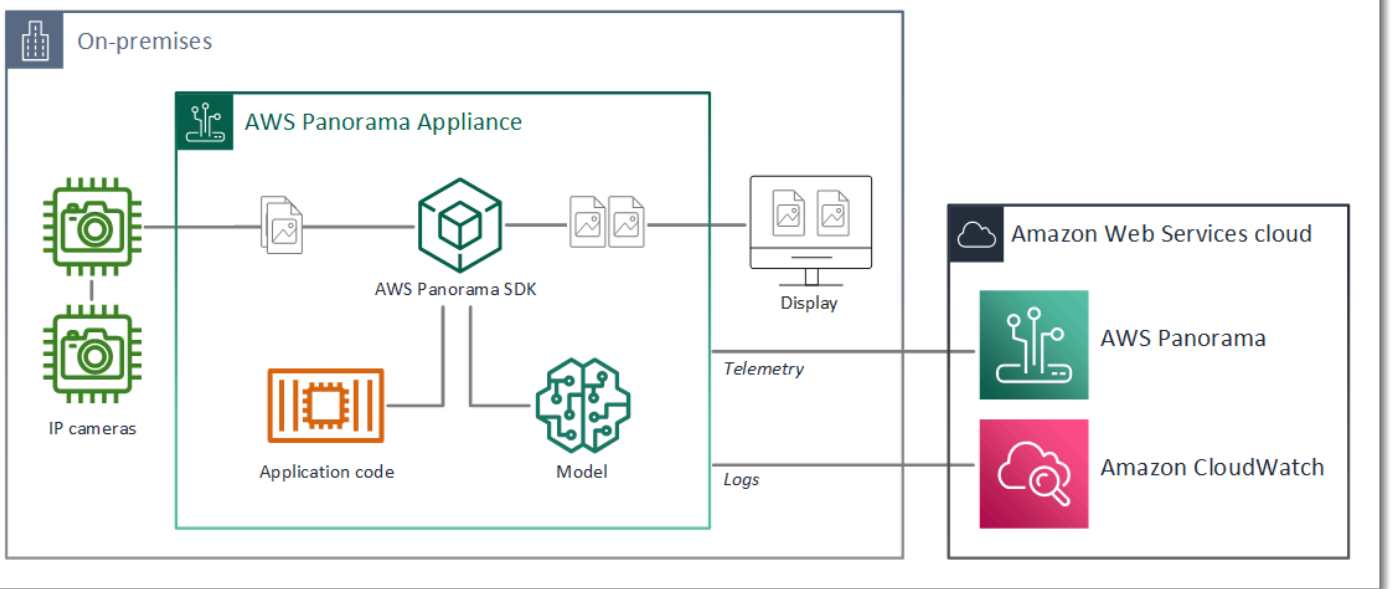 On-premises
AWS Panorama Appliance
Amazon Web Services cloud
AWS Panorama SDK
Display
AWS Panorama
Telemetry
IP cameras
Application code
Model
Logs
Amazon CloudWatch